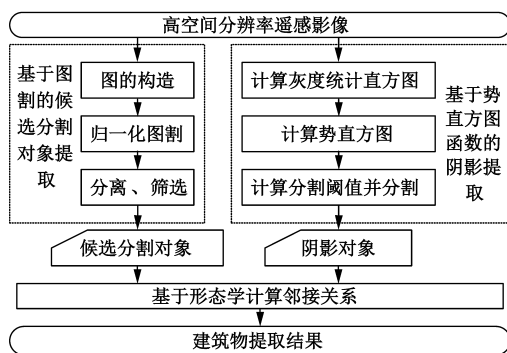 高空间分辨率遥感影像
基于图
割的候
选分割
对象提
取
图的构造
归一化图割
分离、筛选
计算灰度统计直方图
计算势直方图
计算分割阈值并分割
基于势
直方图
函数的
阴影提
取
候选分割对象
阴影对象
基于形态学计算邻接关系
建筑物提取结果